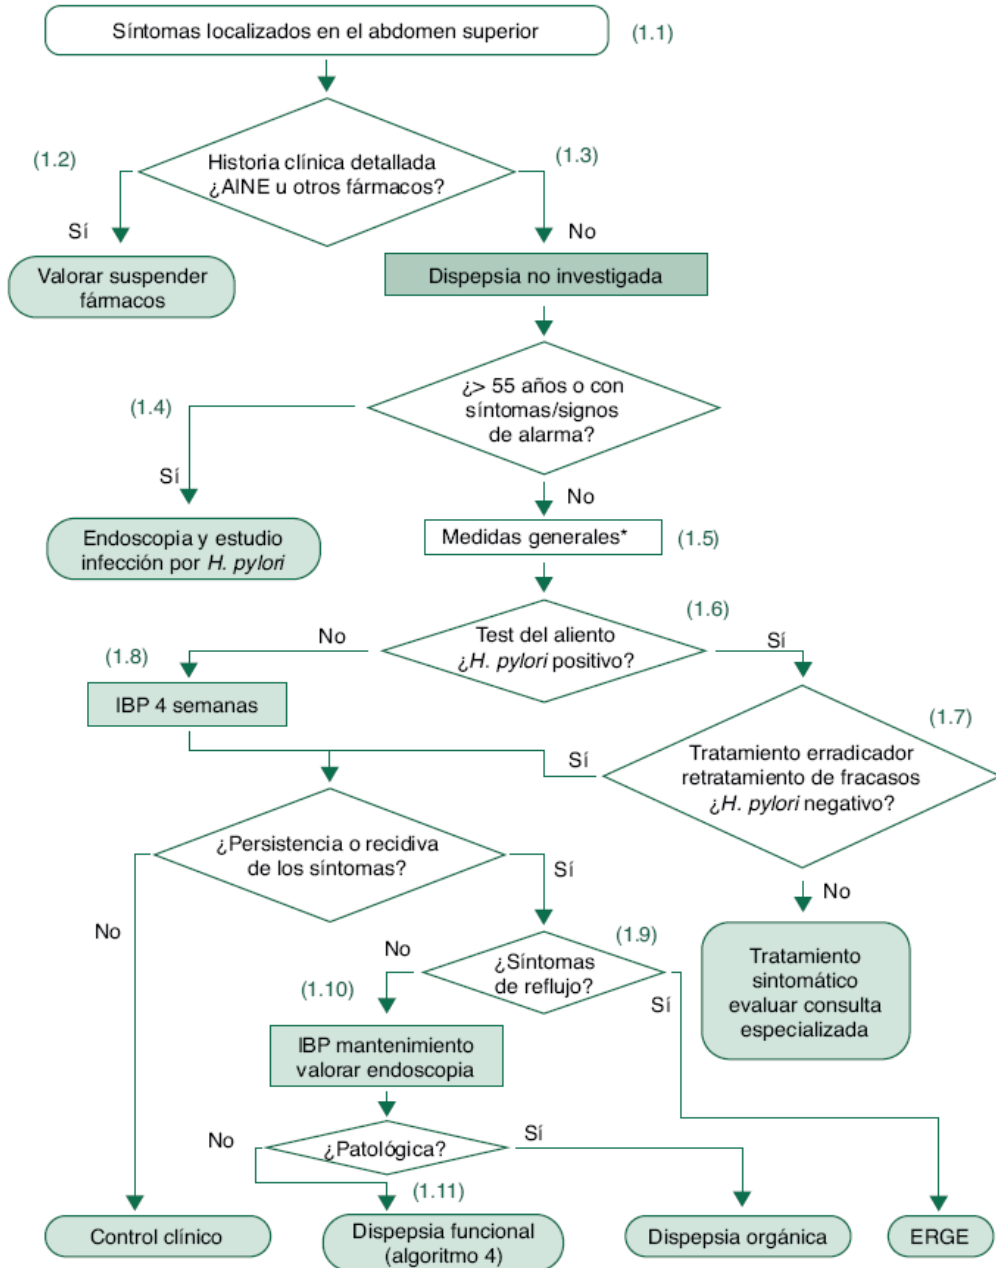 Síntomas localizados en el abdomen superior
(1.1)
(1.2)
Historia clínica detallada
¿AINE u otros fármacos?
(1.3)
Sí
No
Valorar suspender
fármacos
Dispepsia no investigada
¿> 55 años o con
síntomas/signos
de alarma?
(1.4)
Sí
No
Endoscopia y estudio
infección por H. pylori
Medidas generales*
(1.5)
(1.6)
No
Test del aliento
¿H. pylori positivo?
Sí
(1.8)
IBP 4 semanas
(1.7)
Sí
Tratamiento erradicador
retratamiento de fracasos
¿H. pylori negativo?
¿Persistencia o recidiva
de los síntomas?
Sí
No
No
(1.9)
No
¿Síntomas
de reflujo?
Sí
Tratamiento
sintomático
evaluar consulta
especializada
(1.10)
IBP mantenimiento
valorar endoscopia
No
¿Patológica?
Sí
(1.11)
Control clínico
Dispepsia funcional
(algoritmo 4)
Dispepsia orgánica
ERGE